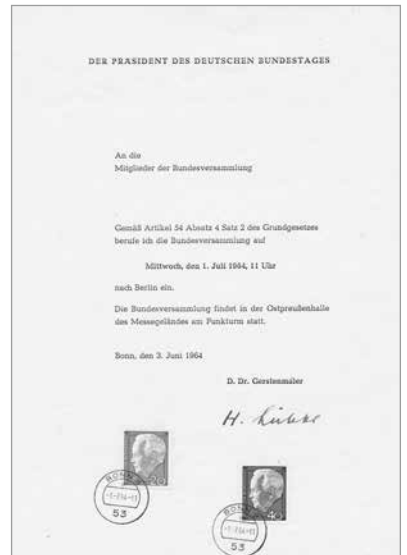 DER PRÄSIDENT DES DEUTSCHEN BUNDESTAGES
An die
Mitglieder der Bundesversammlung
Gemäß Artikel 54 Absatz 4 Satz 2 des Grundgesetzes
berufe ich die Bundesversammlung auf
Mittwoch, den 1. Juli 1964, 11 Uhr
nach Berlin ein.
Die Bundesversammlung findet in der Ostpreußenhalle
des Messegeländes am Funkturm statt.
Bonn, den 3. Juni 1964
D. Dr. Gerstenmaier
H. Lübke
BONN
53
BONN
53